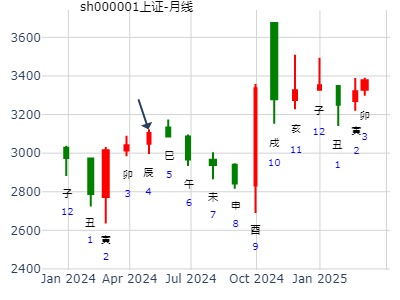 sh000001上证-月线
3600
3400
3200
3000
2800
2600
2400
子
12
丑
1
寅
2
卯
3
辰
4
巳
5
午
6
未
7
申
8
酉
9
戌
10
亥
11
子
12
丑
1
寅
2
卯
3
Jan 2024
Apr 2024
Jul 2024
Oct 2024
Jan 2025